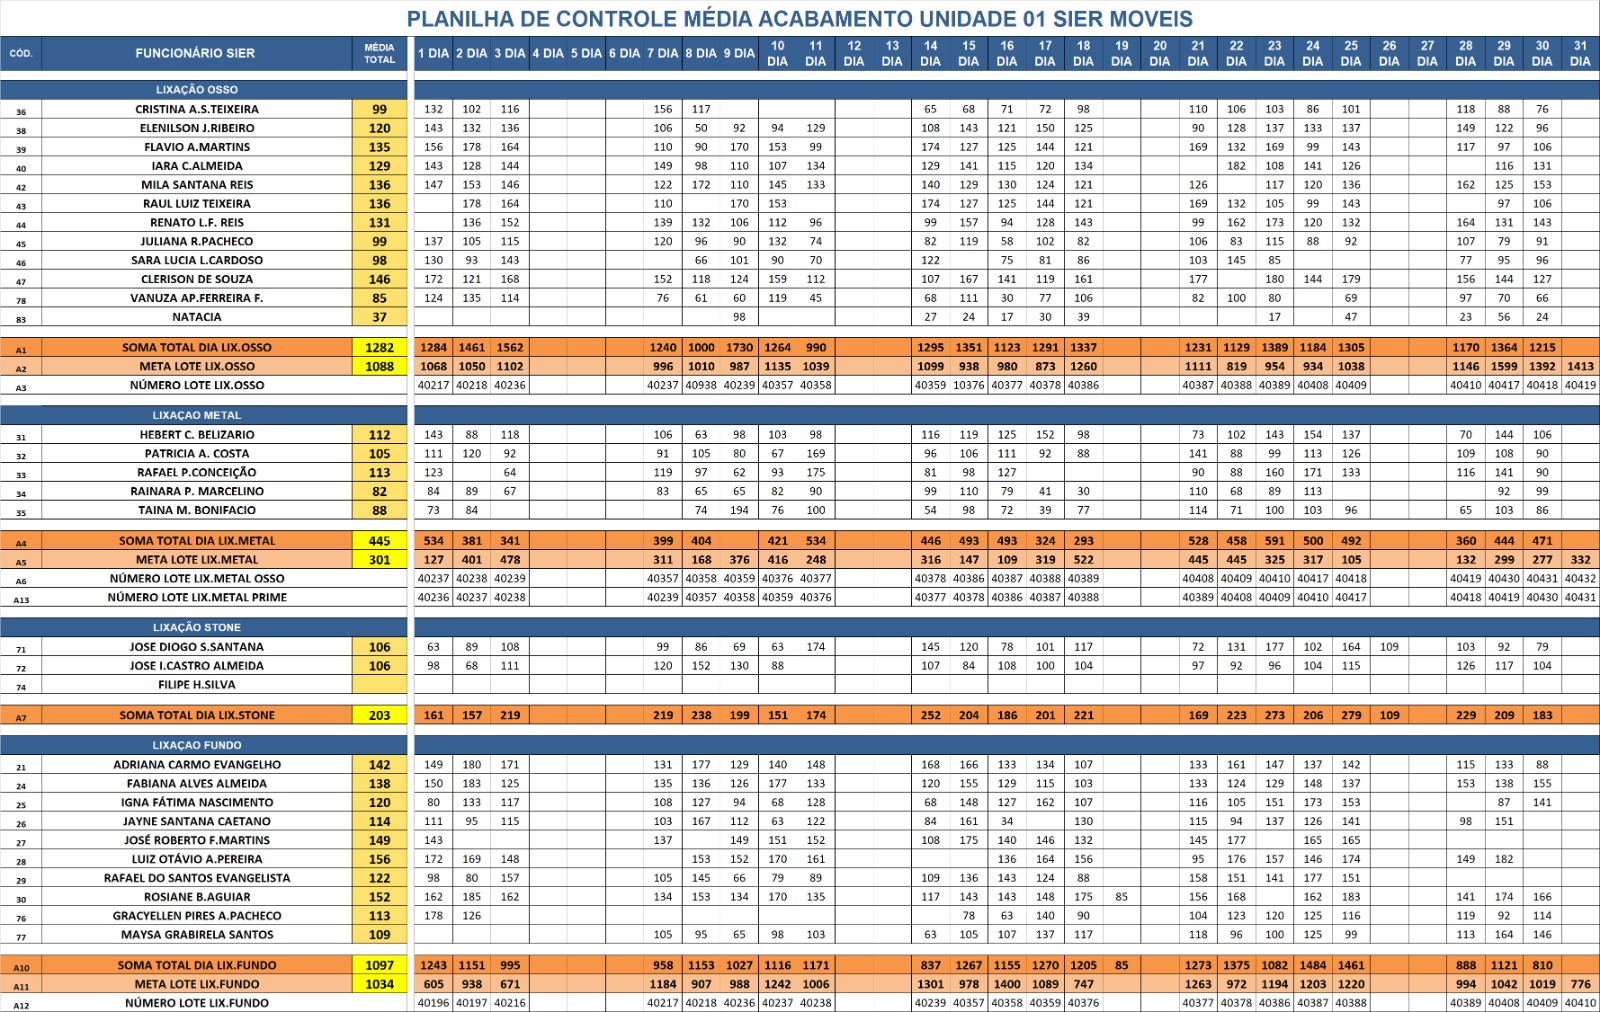 PLANILHA DE CONTROLE MÉDIA ACABAMENTO UNIDADE 01 SIER MOVEIS
CÓD. FUNCIONÁRIO SIER MÉDIA TOTAL 1 DIA 2 DIA 3 DIA 4 DIA 5 DIA 6 DIA 7 DIA 8 DIA 9 DIA 10 DIA 11 DIA 12 DIA 13 DIA 14 DIA 15 DIA 16 DIA 17 DIA 18 DIA 19 DIA 20 DIA 21 DIA 22 DIA 23 DIA 24 DIA 25 DIA 26 DIA 27 DIA 28 DIA 29 DIA 30 DIA 31 DIA
LIXAÇÃO OSSO
36 CRISTINA A.S.TEIXEIRA 99 132 102 116 156 117 65 68 71 72 98 110 106 103 86 101 118 88 76
38 ELENILSON J.RIBEIRO 120 143 132 136 106 50 92 94 129 108 143 121 150 125 90 128 137 133 137 149 122 96
39 FLAVIO A.MARTINS 135 156 178 164 110 90 170 153 99 174 127 125 144 121 169 132 169 99 143 117 97 106
40 IARA C.ALMEIDA 129 143 128 144 149 98 110 107 134 129 141 115 120 134 182 108 141 126 116 131
42 MILA SANTANA REIS 136 147 153 146 122 172 110 145 133 140 129 130 124 121 126 117 120 136 162 125 153
43 RAUL LUIZ TEIXEIRA 136 178 164 110 170 153 174 127 125 144 121 169 132 105 99 143 97 106
44 RENATO L.F. REIS 131 136 152 139 132 106 112 96 99 157 94 128 143 99 162 173 120 132 164 131 143
45 JULIANA R.PACHECO 99 137 105 115 120 96 90 132 74 82 119 58 102 82 106 83 115 88 92 107 79 91
46 SARA LUCIA L.CARDOSO 98 130 93 143 66 101 90 70 122 75 81 86 103 145 85 77 95 96
47 CLERISON DE SOUZA 146 172 121 168 152 118 124 159 112 107 167 141 119 161 177 180 144 179 156 144 127
78 VANUZA AP.FERREIRA F. 85 124 135 114 76 61 60 119 45 68 111 30 77 106 82 100 80 69 97 70 66
83 NATACIA 37 98 27 24 17 30 39 17 47 23 56 24
A1 SOMA TOTAL DIA LIX.OSSO 1282 1284 1461 1562 1240 1000 1730 1264 990 1295 1351 1123 1291 1337 1231 1129 1389 1184 1305 1170 1364 1215
A2 META LOTE LIX.OSSO 1088 1068 1050 1102 996 1010 987 1135 1039 1099 938 980 873 1260 1111 819 954 934 1038 1146 1599 1392 1413
A3 NÚMERO LOTE LIX.OSSO 40217 40218 40236 40237 40938 40239 40357 40358 40359 10376 40377 40378 40386 40387 40388 40389 40408 40409 40410 40417 40418 40419
LIXAÇAO METAL
31 HEBERT C. BELIZARIO 112 143 88 118 106 63 98 103 98 116 119 125 152 98 73 102 143 154 137 70 144 106
32 PATRICIA A. COSTA 105 111 120 92 91 105 80 67 169 96 106 111 92 88 141 88 99 113 126 109 108 90
33 RAFAEL P.CONCEIÇÃO 113 123 64 119 97 62 93 175 81 98 127 90 88 160 171 133 116 141 90
34 RAINARA P. MARCELINO 82 84 89 67 83 65 65 82 90 99 110 79 41 30 110 68 89 113 92 99
35 TAINA M. BONIFACIO 88 73 84 74 194 76 100 54 98 72 39 77 114 71 100 103 96 65 103 86
A4 SOMA TOTAL DIA LIX.METAL 445 534 381 341 399 404 421 534 446 493 493 324 293 528 458 591 500 492 360 444 471
A5 META LOTE LIX.METAL 301 127 401 478 311 168 376 416 248 316 147 109 319 522 445 445 325 317 105 132 299 277 332
A6 NÚMERO LOTE LIX.METAL OSSO 40237 40238 40239 40357 40358 40359 40376 40377 40378 40386 40387 40388 40389 40408 40409 40410 40417 40418 40419 40430 40431 40432
A13 NÚMERO LOTE LIX.METAL PRIME 40236 40237 40238 40239 40357 40358 40359 40376 40377 40378 40386 40387 40388 40389 40408 40409 40410 40417 40418 40419 40430 40431
LIXAÇÃO STONE
71 JOSE DIOGO S.SANTANA 106 63 89 108 99 86 69 63 174 145 120 78 101 117 72 131 177 102 164 109 103 92 79
72 JOSE I.CASTRO ALMEIDA 106 98 68 111 120 152 130 88 107 84 108 100 104 97 92 96 104 115 126 117 104
74 FILIPE H.SILVA
A7 SOMA TOTAL DIA LIX.STONE 203 161 157 219 219 238 199 151 174 252 204 186 201 221 169 223 273 206 279 109 229 209 183
LIXAÇAO FUNDO
21 ADRIANA CARMO EVANGELHO 142 149 180 171 131 177 129 140 148 168 166 133 134 107 133 161 147 137 142 115 133 88
24 FABIANA ALVES ALMEIDA 138 150 183 125 135 136 126 177 133 120 155 129 115 103 133 124 129 148 137 153 138 155
25 IGNA FÁTIMA NASCIMENTO 120 80 133 117 108 127 94 68 128 68 148 127 162 107 116 105 151 173 153 87 141
26 JAYNE SANTANA CAETANO 114 111 95 115 103 167 112 63 122 84 161 34 130 115 94 137 126 141 98 151
27 JOSÉ ROBERTO F.MARTINS 149 143 137 149 151 152 108 175 140 146 132 145 177 165 165
28 LUIZ OTÁVIO A.PEREIRA 156 172 169 148 153 152 170 161 136 164 156 95 176 157 146 174 149 182
29 RAFAEL DO SANTOS EVANGELISTA 122 98 80 157 105 145 66 79 89 109 136 143 124 88 158 151 141 177 151
30 ROSIANE B.AGUIAR 152 162 185 162 134 153 134 170 135 117 143 143 148 175 85 156 168 162 183 141 174 166
76 GRACYELLEN PIRES A.PACHECO 113 178 126 78 63 140 90 104 123 120 125 116 119 92 114
77 MAYSA GRABIRELA SANTOS 109 105 95 65 98 103 63 105 107 137 117 118 96 100 125 99 113 164 146
A10 SOMA TOTAL DIA LIX.FUNDO 1097 1243 1151 995 958 1153 1027 1116 1171 837 1267 1155 1270 1205 85 1273 1375 1082 1484 1461 888 1121 810
A11 META LOTE LIX.FUNDO 1034 605 938 671 1184 907 988 1242 1006 1301 978 1400 1089 747 1263 972 1194 1203 1220 994 1042 1019 776
A12 NÚMERO LOTE LIX.FUNDO 40196 40197 40216 40217 40218 40236 40237 40238 40239 40357 40358 40359 40376 40377 40378 40386 40387 40388 40389 40408 40409 40410